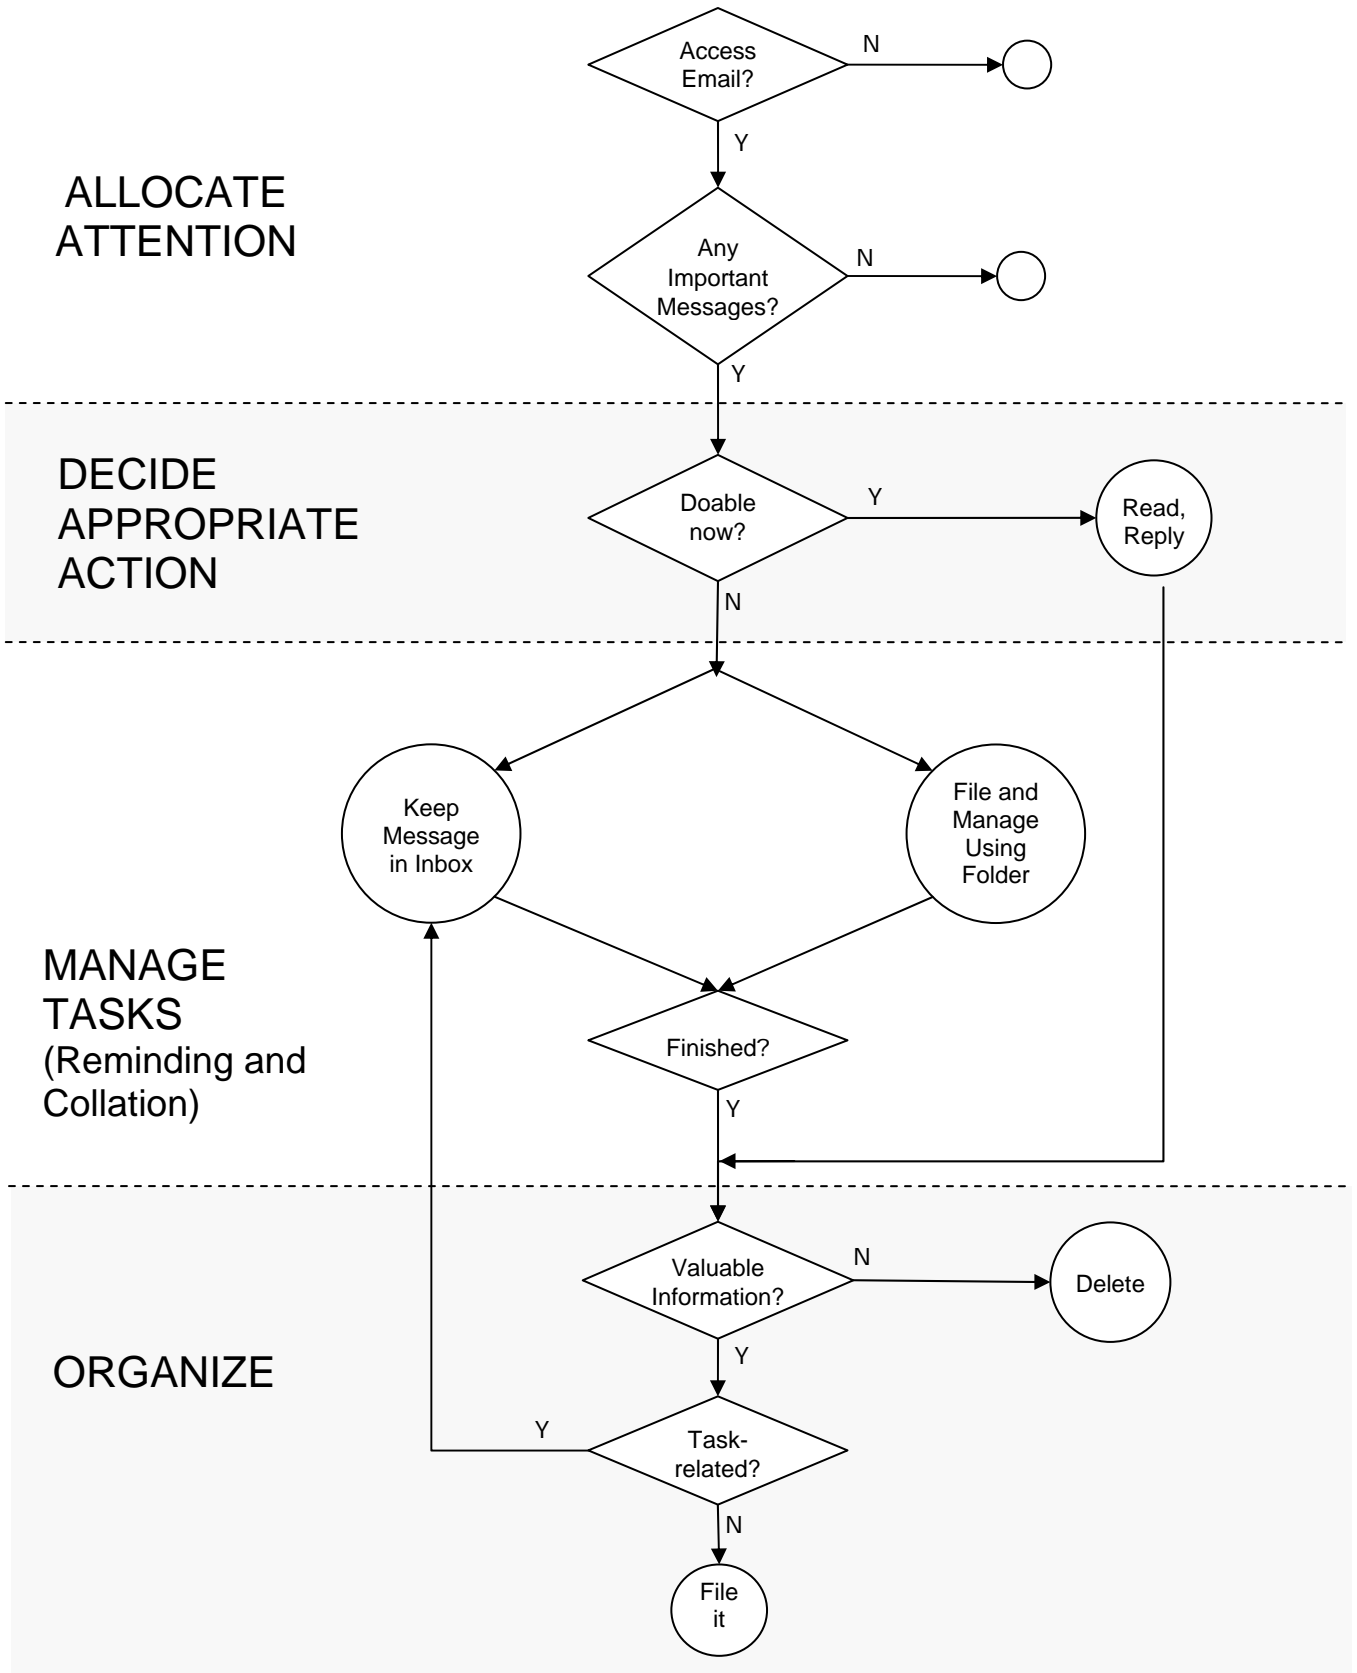 Access
Email?
N
Y
ALLOCATE
ATTENTION
Any
Important
Messages?
N
Y
DECIDE
APPROPRIATE
ACTION
Doable
now?
Y
Read,
Reply
N
Keep
Message
in Inbox
File and
Manage
Using
Folder
MANAGE
TASKS
(Reminding and
Collation)
Finished?
Y
Valuable
Information?
N
Delete
Y
ORGANIZE
Task-
related?
Y
N
File
it